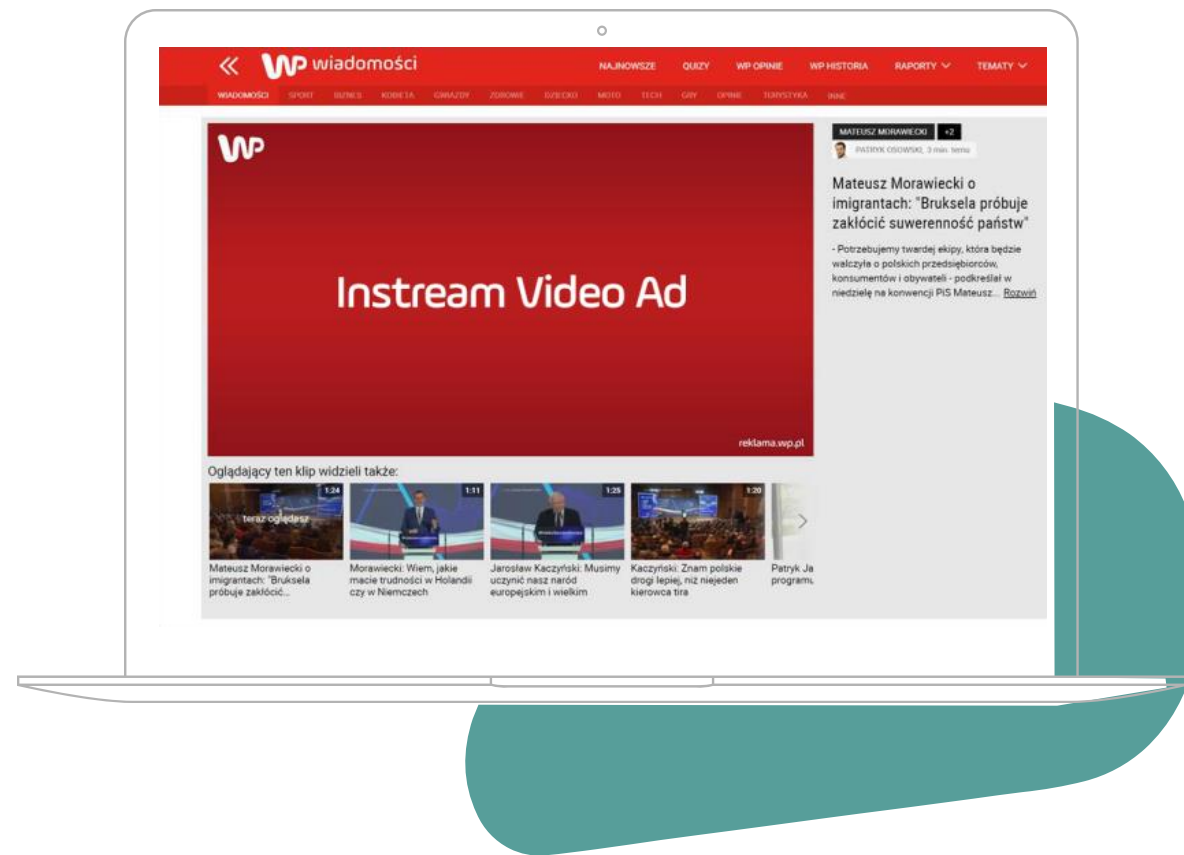 WP wiadomości
NAJNOWSZE QUIZY WP OPINIE WP HISTORIA RAPORTY TEMATY
WIADOMOŚCI SPORT BIZNES KOBIETA GWIAZDY ZDROWIE DZIECKO MOTO TECH GRY OPINIE TURYSTYKA INNE
WP
Instream Video Ad
reklama.wp.pl
MATEUSZ MORAWIECKI +2
PATRYK OSOWSKI, 3 min. temu
Mateusz Morawiecki o
imigrantach: "Bruksela próbuje
zakłócić suwerenność państw"
- Potrzebujemy twardej ekipy, która będzie
walczyła o polskich przedsiębiorców,
konsumentów i obywateli - podkreślał w
niedzielę na konwencji PiS Mateusz... Rozwiń
Oglądający ten klip widzieli także:
1:24
teraz oglądasz
Mateusz Morawiecki o
imigrantach: "Bruksela
próbuje zakłócić...
1:11
Morawiecki: Wiem, jakie
macie trudności w Holandii
czy w Niemczech
1:25
Jarosław Kaczyński: Musimy
uczynić nasz naród
europejskim i wielkim
1:20
Kaczyński: Znam polskie
drogi lepiej, niż niejeden
kierowca tira
Patryk Ja
programu,